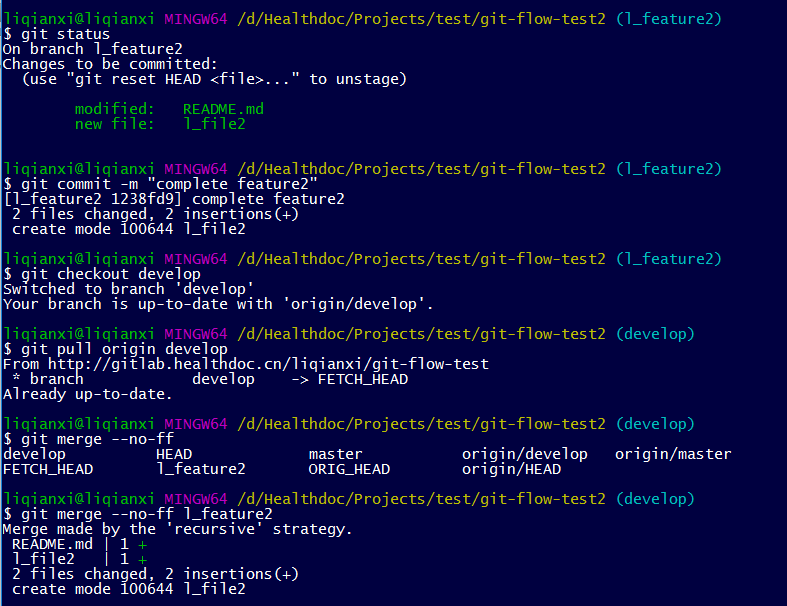 liqianxi@liqianxi MINGW64 /d/Healthdoc/Projects/test/git-flow-test2 (l_feature2)
$ git status
On branch l_feature2
Changes to be committed:
  (use "git reset HEAD <file>..." to unstage)
        modified:   README.md
        new file:   l_file2
liqianxi@liqianxi MINGW64 /d/Healthdoc/Projects/test/git-flow-test2 (l_feature2)
$ git commit -m "complete feature2"
[l_feature2 1238fd9] complete feature2
 2 files changed, 2 insertions(+)
 create mode 100644 l_file2
liqianxi@liqianxi MINGW64 /d/Healthdoc/Projects/test/git-flow-test2 (l_feature2)
$ git checkout develop
Switched to branch 'develop'
Your branch is up-to-date with 'origin/develop'.
liqianxi@liqianxi MINGW64 /d/Healthdoc/Projects/test/git-flow-test2 (develop)
$ git pull origin develop
From http://gitlab.healthdoc.cn/liqianxi/git-flow-test
 * branch            develop    -> FETCH_HEAD
Already up-to-date.
liqianxi@liqianxi MINGW64 /d/Healthdoc/Projects/test/git-flow-test2 (develop)
$ git merge --no-ff
develop          HEAD             master           origin/develop   origin/master
FETCH_HEAD       l_feature2       ORIG_HEAD        origin/HEAD
liqianxi@liqianxi MINGW64 /d/Healthdoc/Projects/test/git-flow-test2 (develop)
$ git merge --no-ff l_feature2
Merge made by the 'recursive' strategy.
 README.md | 1 +
 l_file2   | 1 +
 2 files changed, 2 insertions(+)
 create mode 100644 l_file2